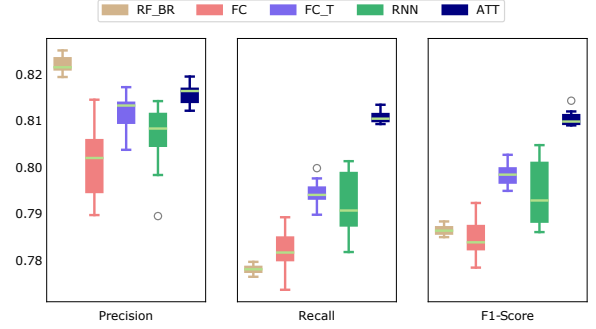 RF_BR FC FC_T RNN ATT
0.82
0.81
0.80
0.79
0.78
Precision Recall F1-Score